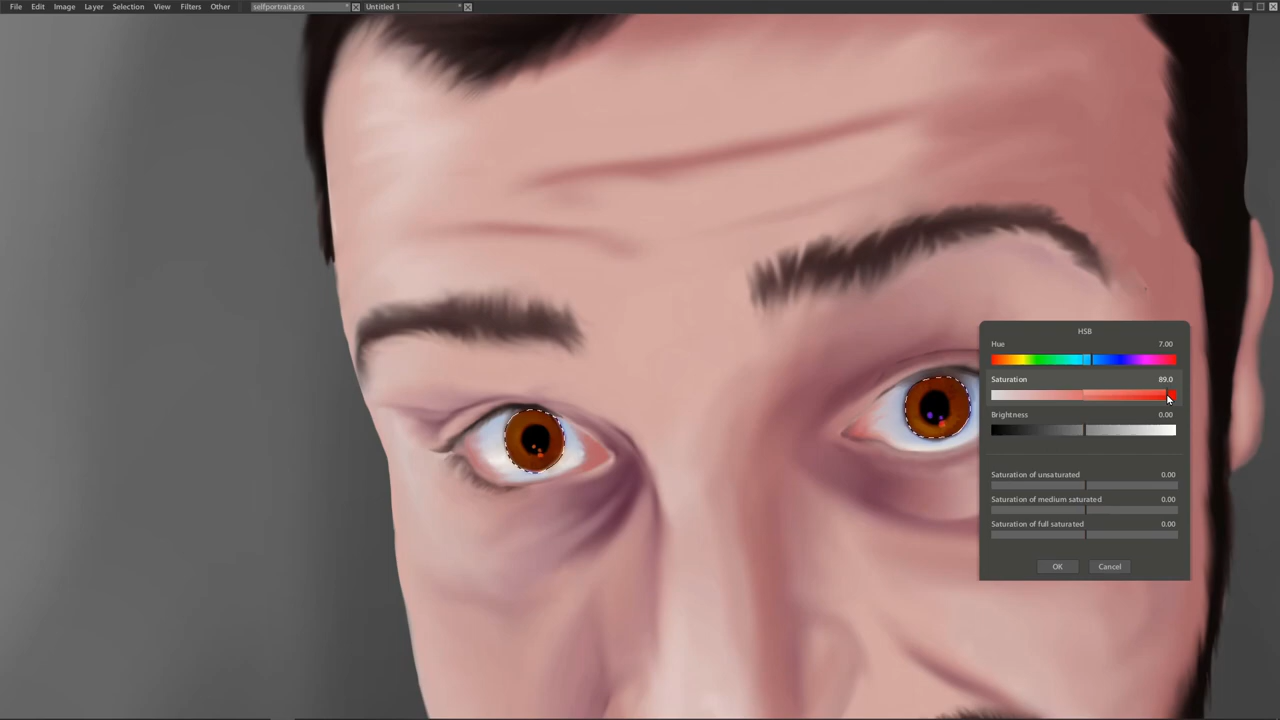 File Edit Image Layer Selection View Filters Other selfportrait.pss * Untitled 1 *
HSB
Hue 7.00
Saturation 89.0
Brightness 0.00
Saturation of unsaturated 0.00
Saturation of medium saturated 0.00
Saturation of full saturated 0.00
OK Cancel